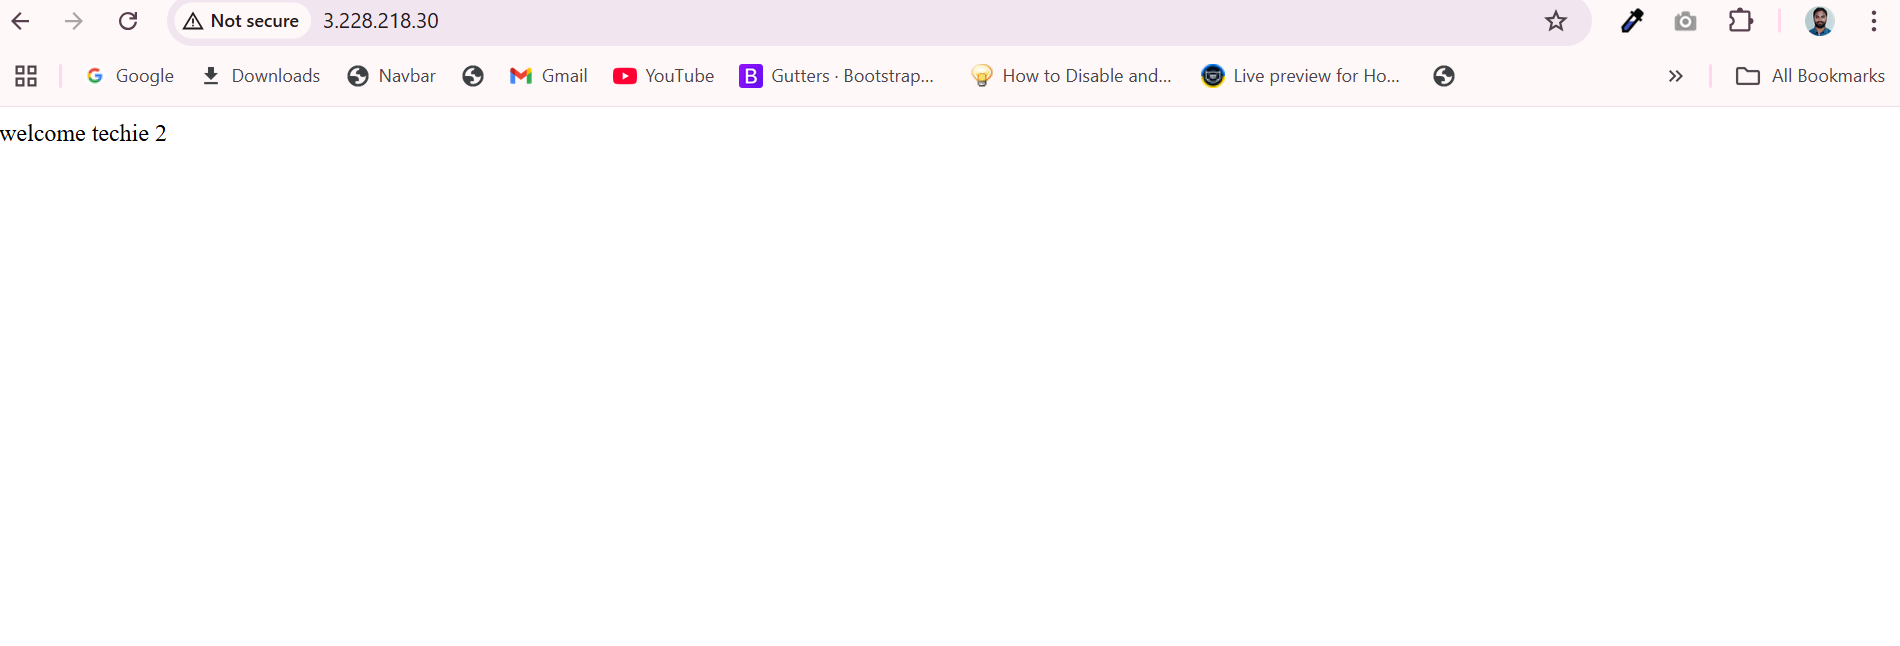 Not secure 3.228.218.30
Google Downloads Navbar Gmail YouTube B Gutters · Bootstrap... How to Disable and... Live preview for Ho... » All Bookmarks
welcome techie 2